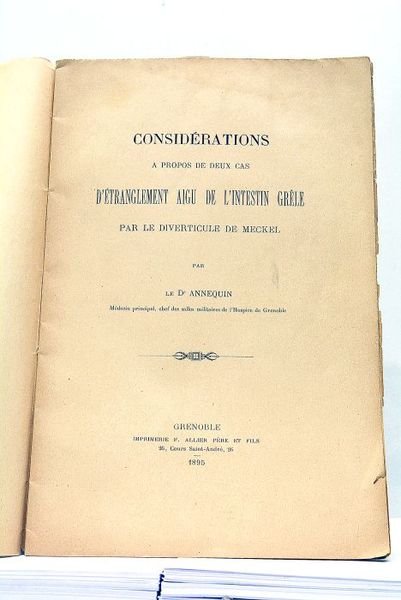 CONSIDÉRATIONS
A PROPOS DE DEUX CAS
D'ÉTRANGLEMENT AIGU DE L'INTESTIN GRÊLE
PAR LE DIVERTICULE DE MECKEL
PAR
LE Dr ANNEQUIN
Médecin principal, chef des salles militaires de l'Hospice de Grenoble
GRENOBLE
IMPRIMERIE F. ALLIER PÈRE ET FILS
26, Cours Saint-André, 26
1895